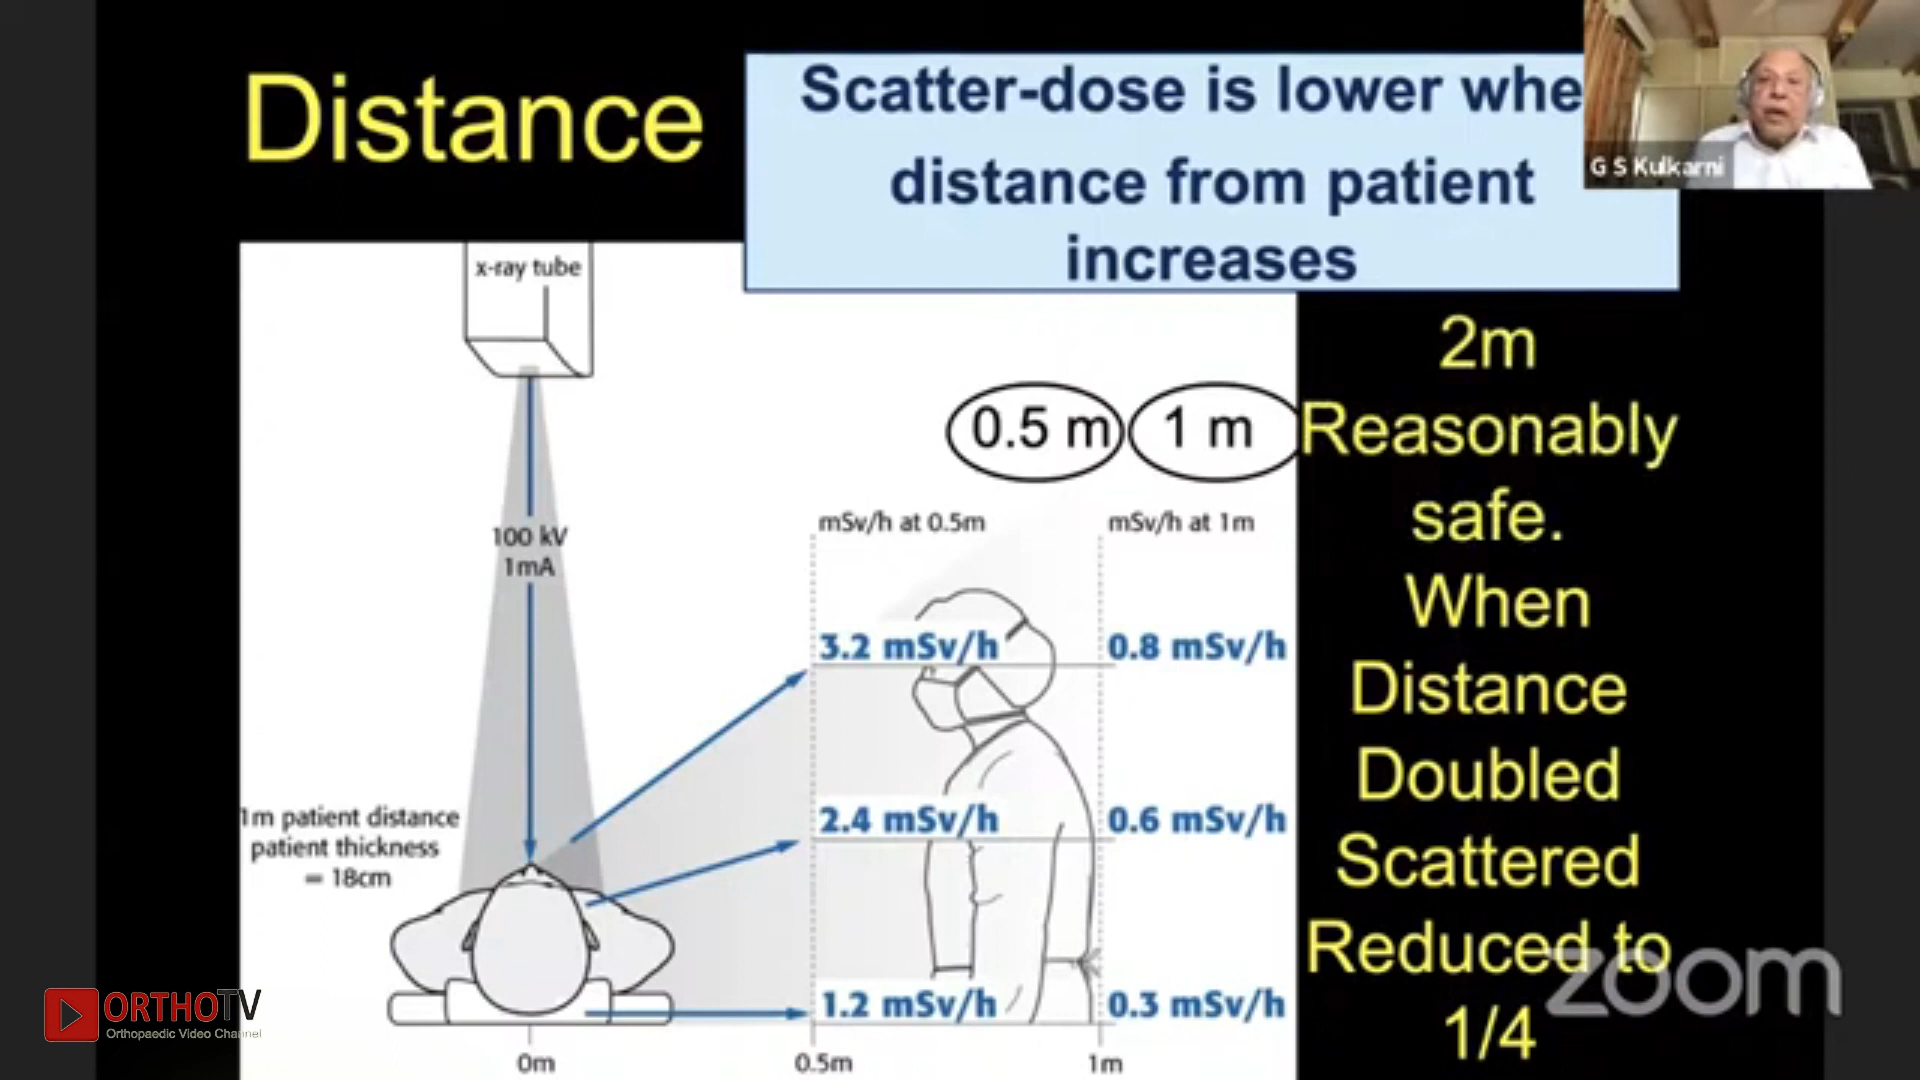 Distance
Scatter-dose is lower whe
distance from patient
increases
G S Kulkarni
x-ray tube
0.5 m
1 m
100 kV
1mA
mSv/h at 0.5m
mSv/h at 1m
3.2 mSv/h
0.8 mSv/h
2.4 mSv/h
0.6 mSv/h
1.2 mSv/h
0.3 mSv/h
1m patient distance
patient thickness
= 18cm
0m
0.5m
1m
2m
Reasonably
safe.
When
Distance
Doubled
Scattered
Reduced to
1/4
zoom
ORTHOTV
Orthopaedic Video Channel